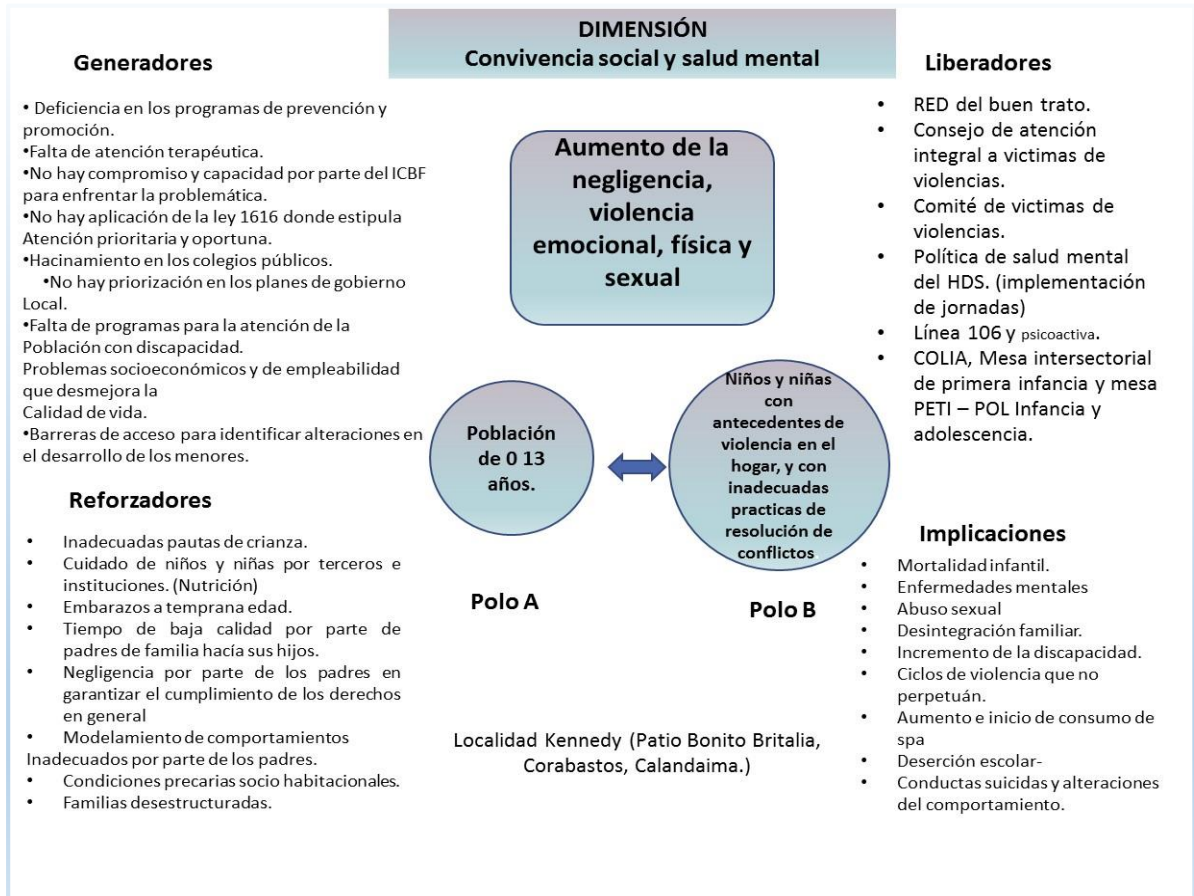 DIMENSIÓN
Convivencia social y salud mental
Generadores
• Deficiencia en los programas de prevención y
promoción.
•Falta de atención terapéutica.
•No hay compromiso y capacidad por parte del ICBF
para enfrentar la problemática.
•No hay aplicación de la ley 1616 donde estipula
Atención prioritaria y oportuna.
•Hacinamiento en los colegios públicos.
•No hay priorización en los planes de gobierno
Local.
•Falta de programas para la atención de la
Población con discapacidad.
Problemas socioeconómicos y de empleabilidad
que desmejora la
Calidad de vida.
•Barreras de acceso para identificar alteraciones en
el desarrollo de los menores.
Reforzadores
• Inadecuadas pautas de crianza.
• Cuidado de niños y niñas por terceros e
instituciones. (Nutrición)
• Embarazos a temprana edad.
• Tiempo de baja calidad por parte de
padres de familia hacía sus hijos.
• Negligencia por parte de los padres en
garantizar el cumplimiento de los derechos
en general
• Modelamiento de comportamientos
Inadecuados por parte de los padres.
• Condiciones precarias socio habitacionales.
• Familias desestructuradas.
Aumento de la
negligencia,
violencia
emocional, física y
sexual
Población
de 0 13
años.
Niños y niñas
con
antecedentes de
violencia en el
hogar, y con
inadecuadas
practicas de
resolución de
conflictos.
Polo A
Polo B
Localidad Kennedy (Patio Bonito Britalia,
Corabastos, Calandaima.)
Liberadores
• RED del buen trato.
• Consejo de atención
integral a victimas de
violencias.
• Comité de victimas de
violencias.
• Política de salud mental
del HDS. (implementación
de jornadas)
• Línea 106 y psicoactiva.
• COLIA, Mesa intersectorial
de primera infancia y mesa
PETI – POL Infancia y
adolescencia.
Implicaciones
• Mortalidad infantil.
• Enfermedades mentales
• Abuso sexual
• Desintegración familiar.
• Incremento de la discapacidad.
• Ciclos de violencia que no
perpetuán.
• Aumento e inicio de consumo de
spa
• Deserción escolar-
• Conductas suicidas y alteraciones
del comportamiento.